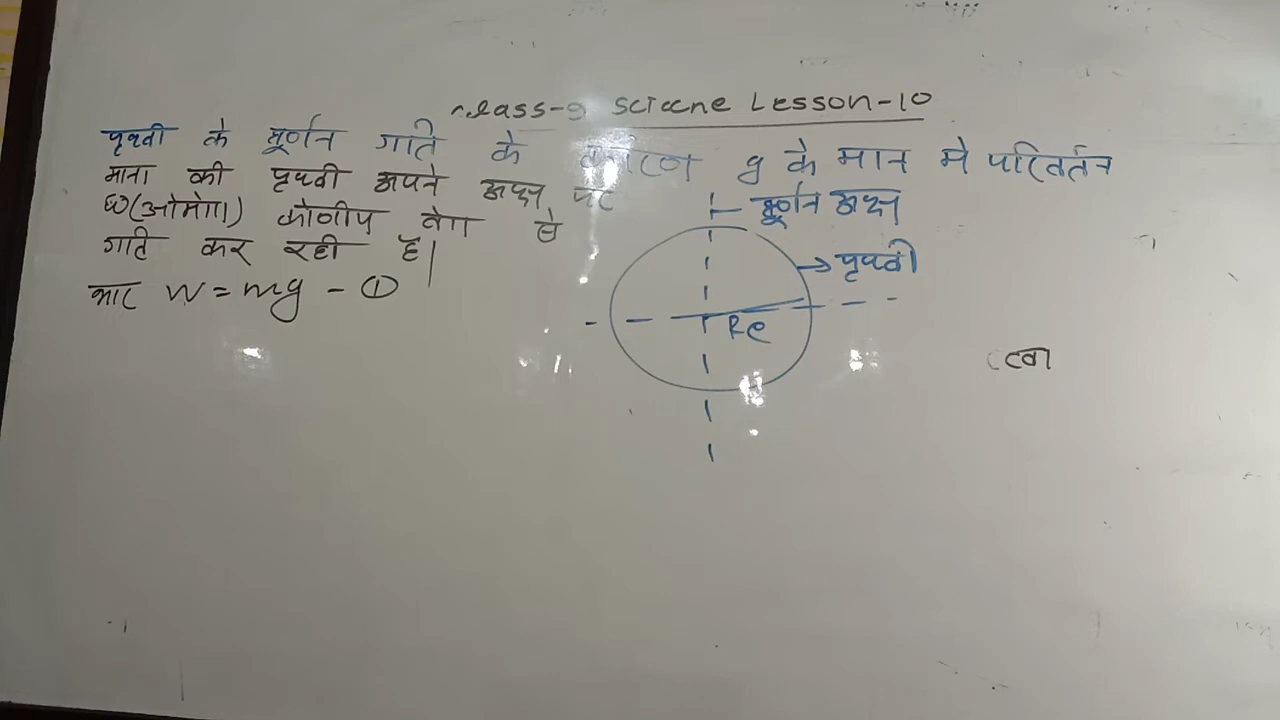 class-9 Sciecne Lesson-10
पृथ्वी के घूर्णन गति के कारण g के मान मे परिवर्तन
माना की पृथ्वी अपने अक्ष पर
ω(ओमेगा) कोणीय वेग से
गति कर रही है।
भार W = mg - ①
घूर्णन अक्ष
पृथ्वी
Re